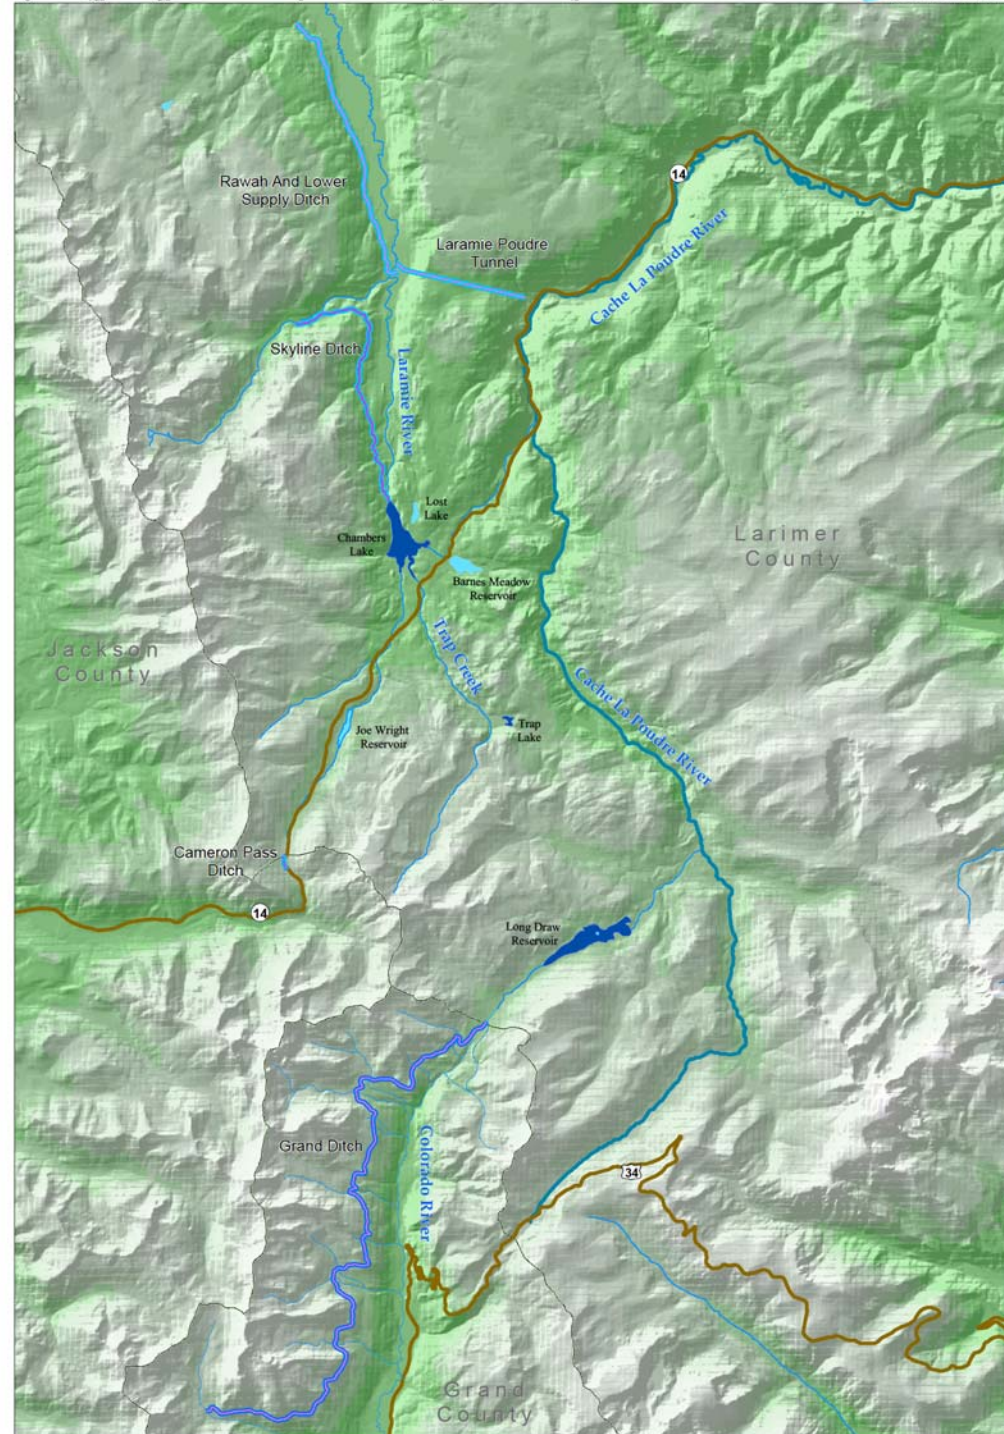 14
Rawah And Lower
Supply Ditch
Cache La Poudre River
Laramie Poudre
Tunnel
Skyline Ditch
Laramie River
Lost
Lake
Chambers
Lake
Larimer
County
Barnes Meadow
Reservoir
Trap Creek
Jackson
County
Cache La Poudre River
Trap
Lake
Joe Wright
Reservoir
Cameron Pass
Ditch
14
Long Draw
Reservoir
Grand Ditch
Colorado River
34
Grand
County